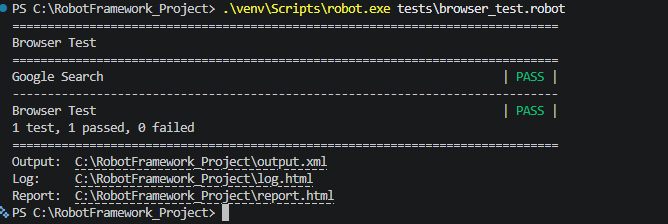 PS C:\RobotFramework_Project> .\venv\Scripts\robot.exe tests\browser_test.robot
==============================================================================
Browser Test
==============================================================================
Google Search                                                         | PASS |
------------------------------------------------------------------------------
Browser Test                                                          | PASS |
1 test, 1 passed, 0 failed
==============================================================================
Output:  C:\RobotFramework_Project\output.xml
Log:     C:\RobotFramework_Project\log.html
Report:  C:\RobotFramework_Project\report.html
PS C:\RobotFramework_Project>